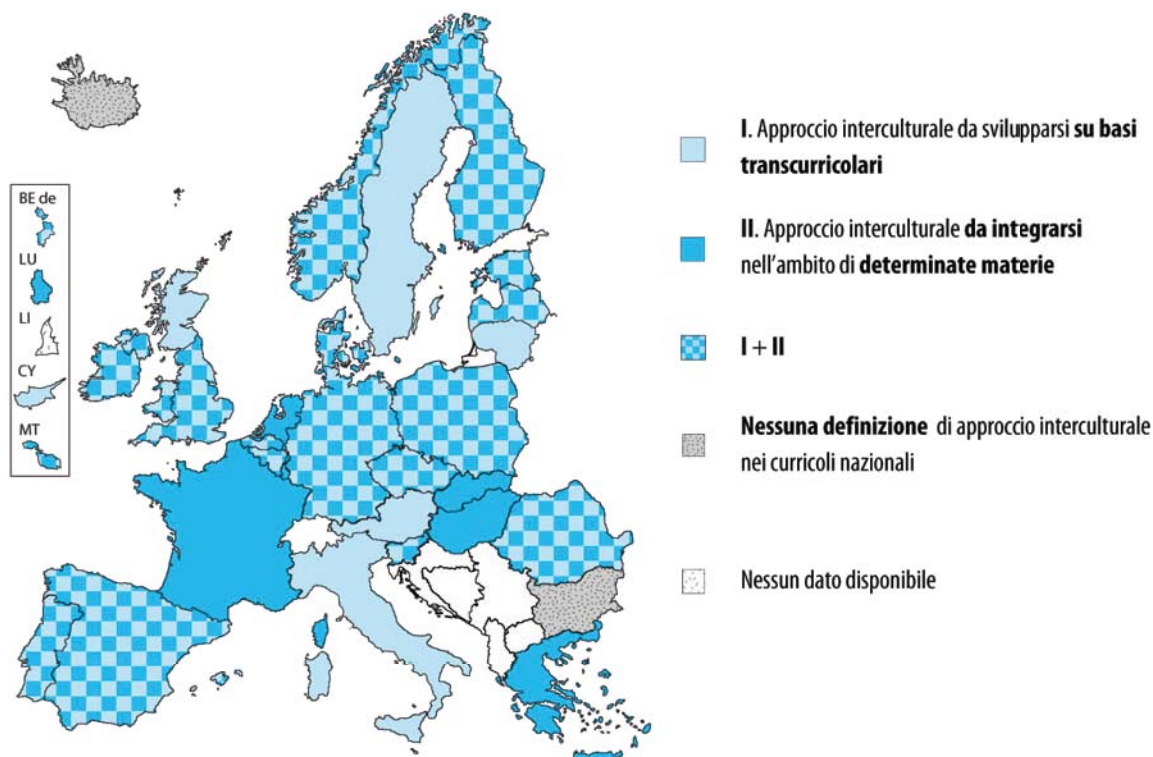 BE de
LU
LI
CY
MT
I. Approccio interculturale da svilupparsi su basi
transcurricolari
II. Approccio interculturale da integrarsi
nell'ambito di determinate materie
I + II
Nessuna definizione di approccio interculturale
nei curricoli nazionali
Nessun dato disponibile